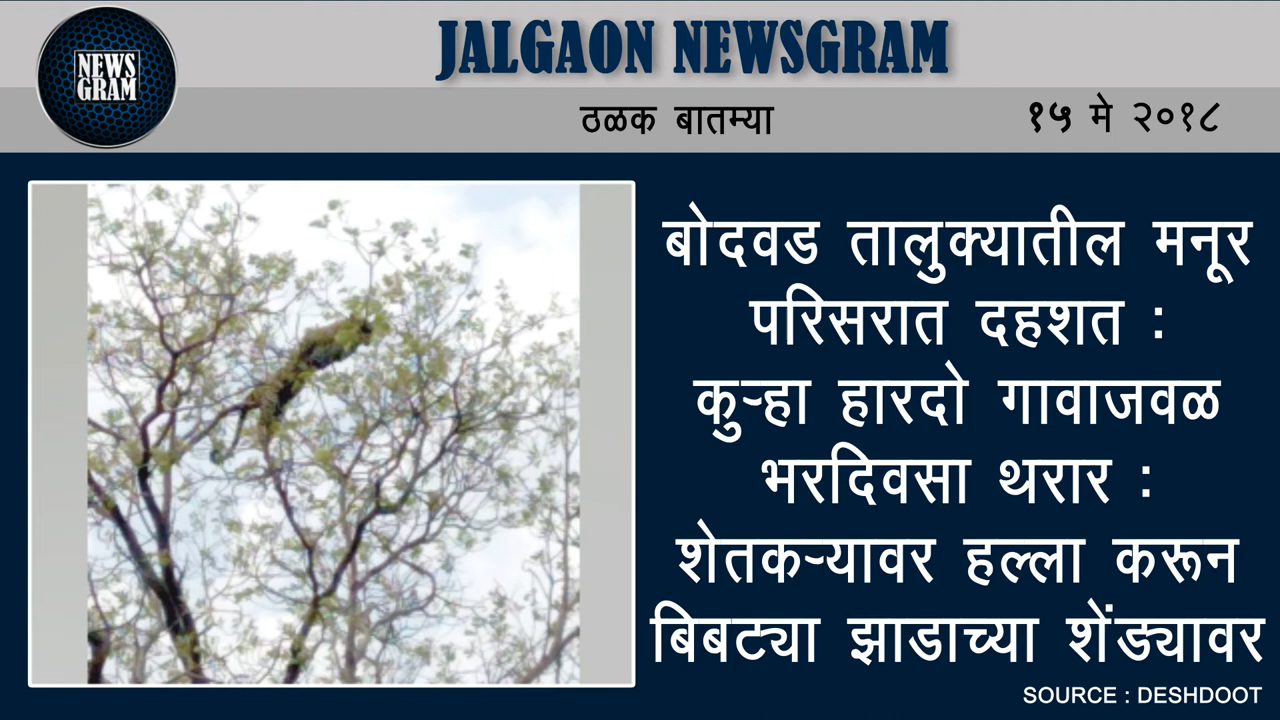 NEWS
GRAM
JALGAON NEWSGRAM
ठळक बातम्या
१५ मे २०१८
बोदवड तालुक्यातील मनूर
परिसरात दहशत :
कुऱ्हा हारदो गावाजवळ
भरदिवसा थरार :
शेतकऱ्यावर हल्ला करून
बिबट्या झाडाच्या शेंड्यावर
SOURCE : DESHDOOT